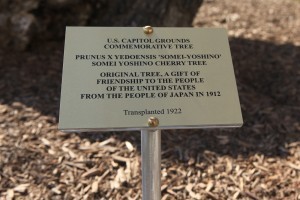 U.S. CAPITOL GROUNDS
COMMEMORATIVE TREE
PRUNUS X YEDOENSIS 'SOMEI-YOSHINO'
SOMEI YOSHINO CHERRY TREE
ORIGINAL TREE, A GIFT OF
FRIENDSHIP TO THE PEOPLE
OF THE UNITED STATES
FROM THE PEOPLE OF JAPAN IN 1912
Transplanted 1922